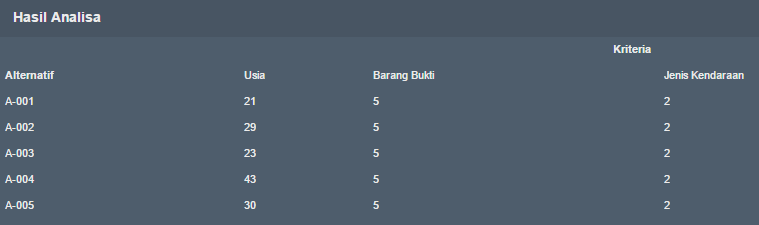 Hasil Analisa
Kriteria
Alternatif Usia Barang Bukti Jenis Kendaraan
A-001 21 5 2
A-002 29 5 2
A-003 23 5 2
A-004 43 5 2
A-005 30 5 2